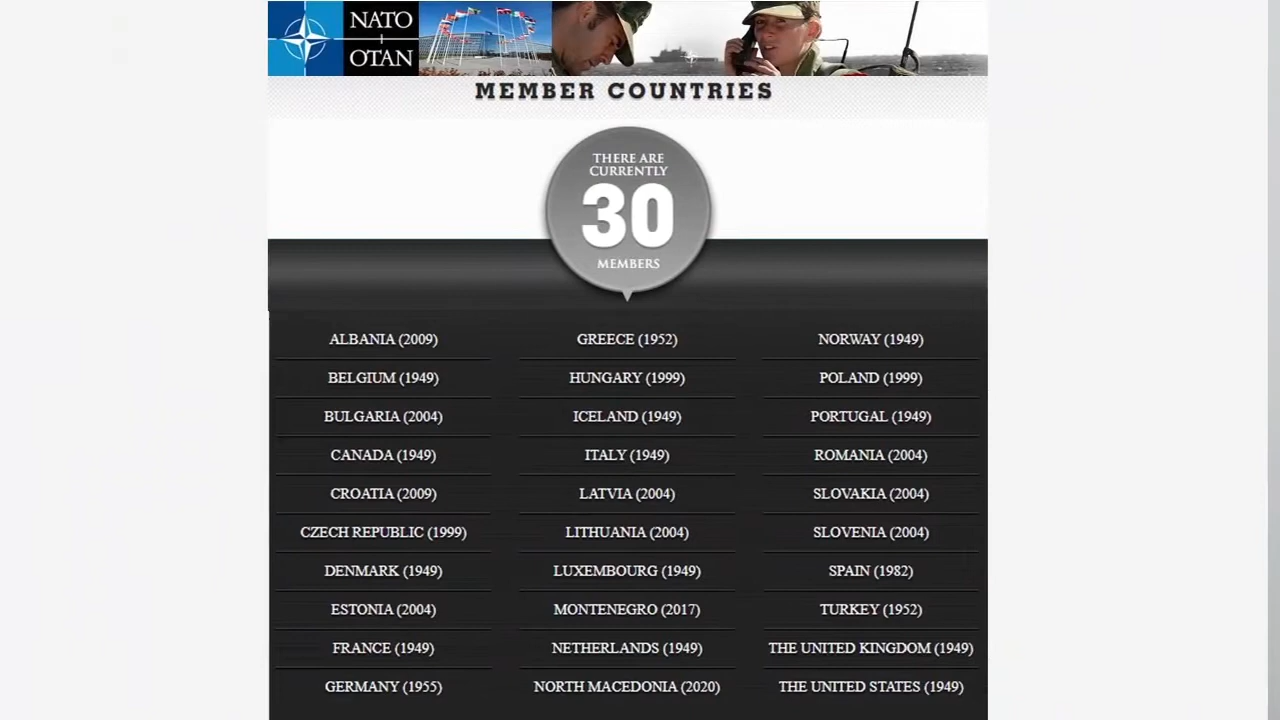 NATO
OTAN
MEMBER COUNTRIES
THERE ARE
CURRENTLY
30
MEMBERS
ALBANIA (2009)
BELGIUM (1949)
BULGARIA (2004)
CANADA (1949)
CROATIA (2009)
CZECH REPUBLIC (1999)
DENMARK (1949)
ESTONIA (2004)
FRANCE (1949)
GERMANY (1955)
GREECE (1952)
HUNGARY (1999)
ICELAND (1949)
ITALY (1949)
LATVIA (2004)
LITHUANIA (2004)
LUXEMBOURG (1949)
MONTENEGRO (2017)
NETHERLANDS (1949)
NORTH MACEDONIA (2020)
NORWAY (1949)
POLAND (1999)
PORTUGAL (1949)
ROMANIA (2004)
SLOVAKIA (2004)
SLOVENIA (2004)
SPAIN (1982)
TURKEY (1952)
THE UNITED KINGDOM (1949)
THE UNITED STATES (1949)